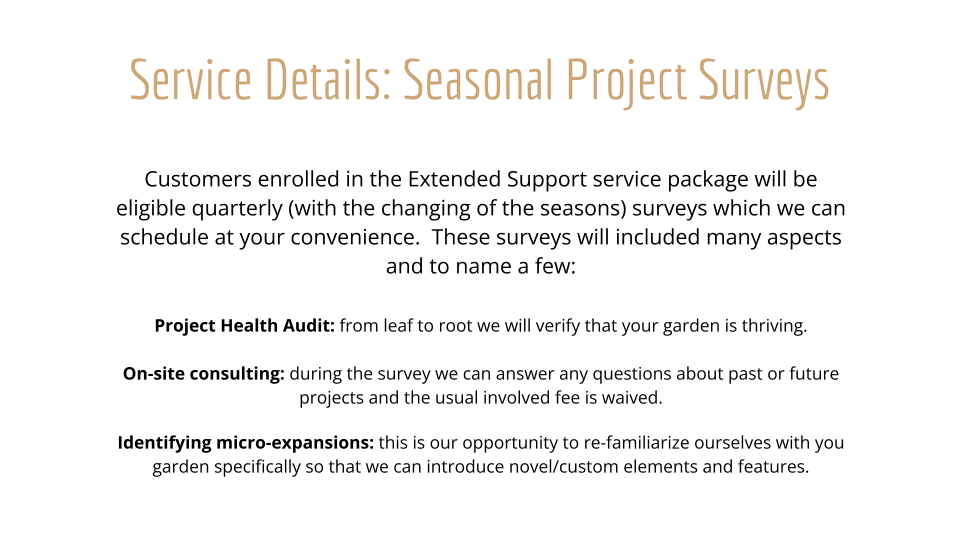 Service Details: Seasonal Project Surveys
Customers enrolled in the Extended Support service package will be
eligible quarterly (with the changing of the seasons) surveys which we can
schedule at your convenience.  These surveys will included many aspects
and to name a few:
Project Health Audit: from leaf to root we will verify that your garden is thriving.
On-site consulting: during the survey we can answer any questions about past or future
projects and the usual involved fee is waived.
Identifying micro-expansions: this is our opportunity to re-familiarize ourselves with you
garden specifically so that we can introduce novel/custom elements and features.